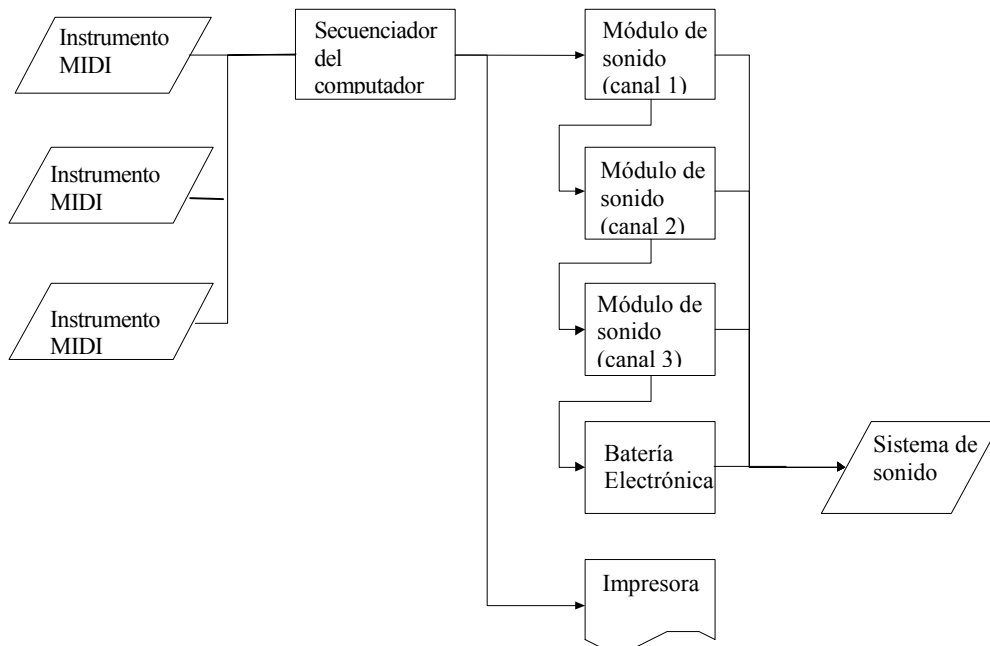 Instrumento
MIDI
Secuenciador
del
computador
Módulo de
sonido
(canal 1)
Instrumento
MIDI
Módulo de
sonido
(canal 2)
Instrumento
MIDI
Módulo de
sonido
(canal 3)
Batería
Electrónica
Sistema de
sonido
Impresora